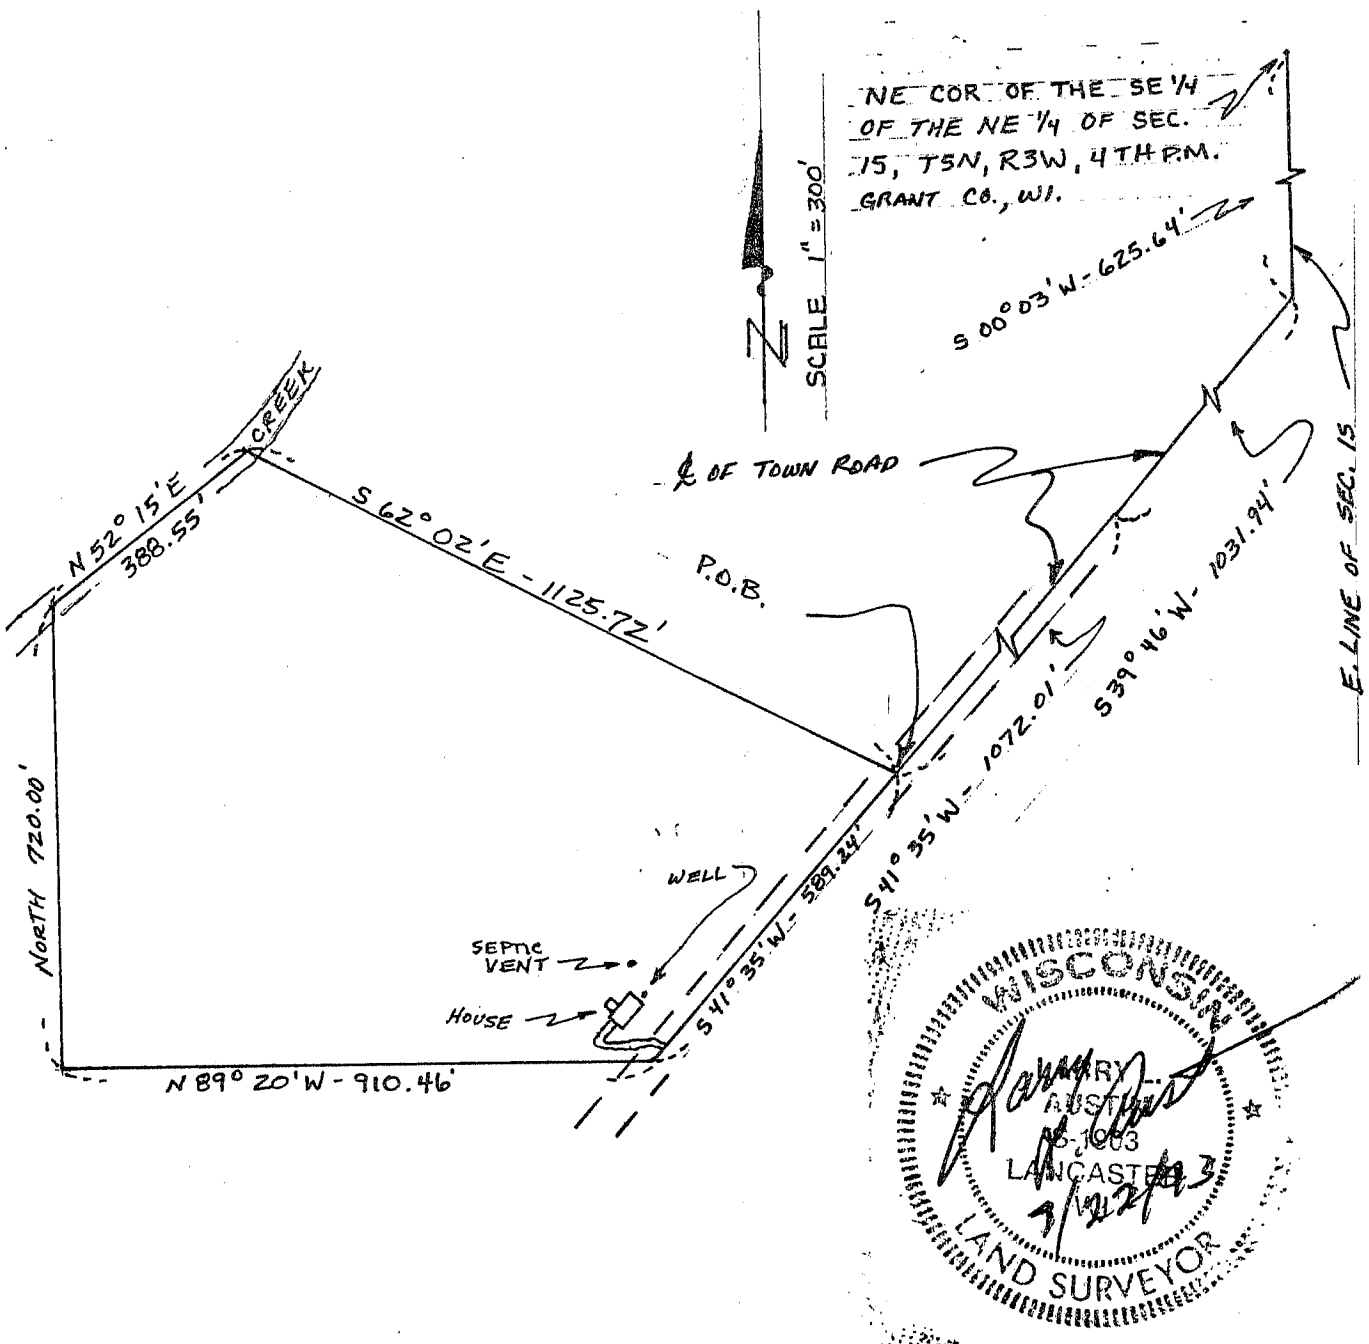 NE COR OF THE SE 1/4
OF THE NE 1/4 OF SEC.
15, T5N, R3W, 4TH P.M.
GRANT CO., WI.
SCALE 1" = 300'
N
S 00° 03' W - 625.64'
E. LINE OF SEC. 15
CREEK
℄ OF TOWN ROAD
N 52° 15' E
388.55'
S 62° 02' E - 1125.72'
P.O.B.
S 39° 46' W - 1031.94'
S 41° 35' W - 1072.01'
NORTH 720.00'
S 41° 35' W - 589.24'
WELL
SEPTIC
VENT
HOUSE
N 89° 20' W - 910.46'
WISCONSIN
LANCASTER
LAND SURVEYOR